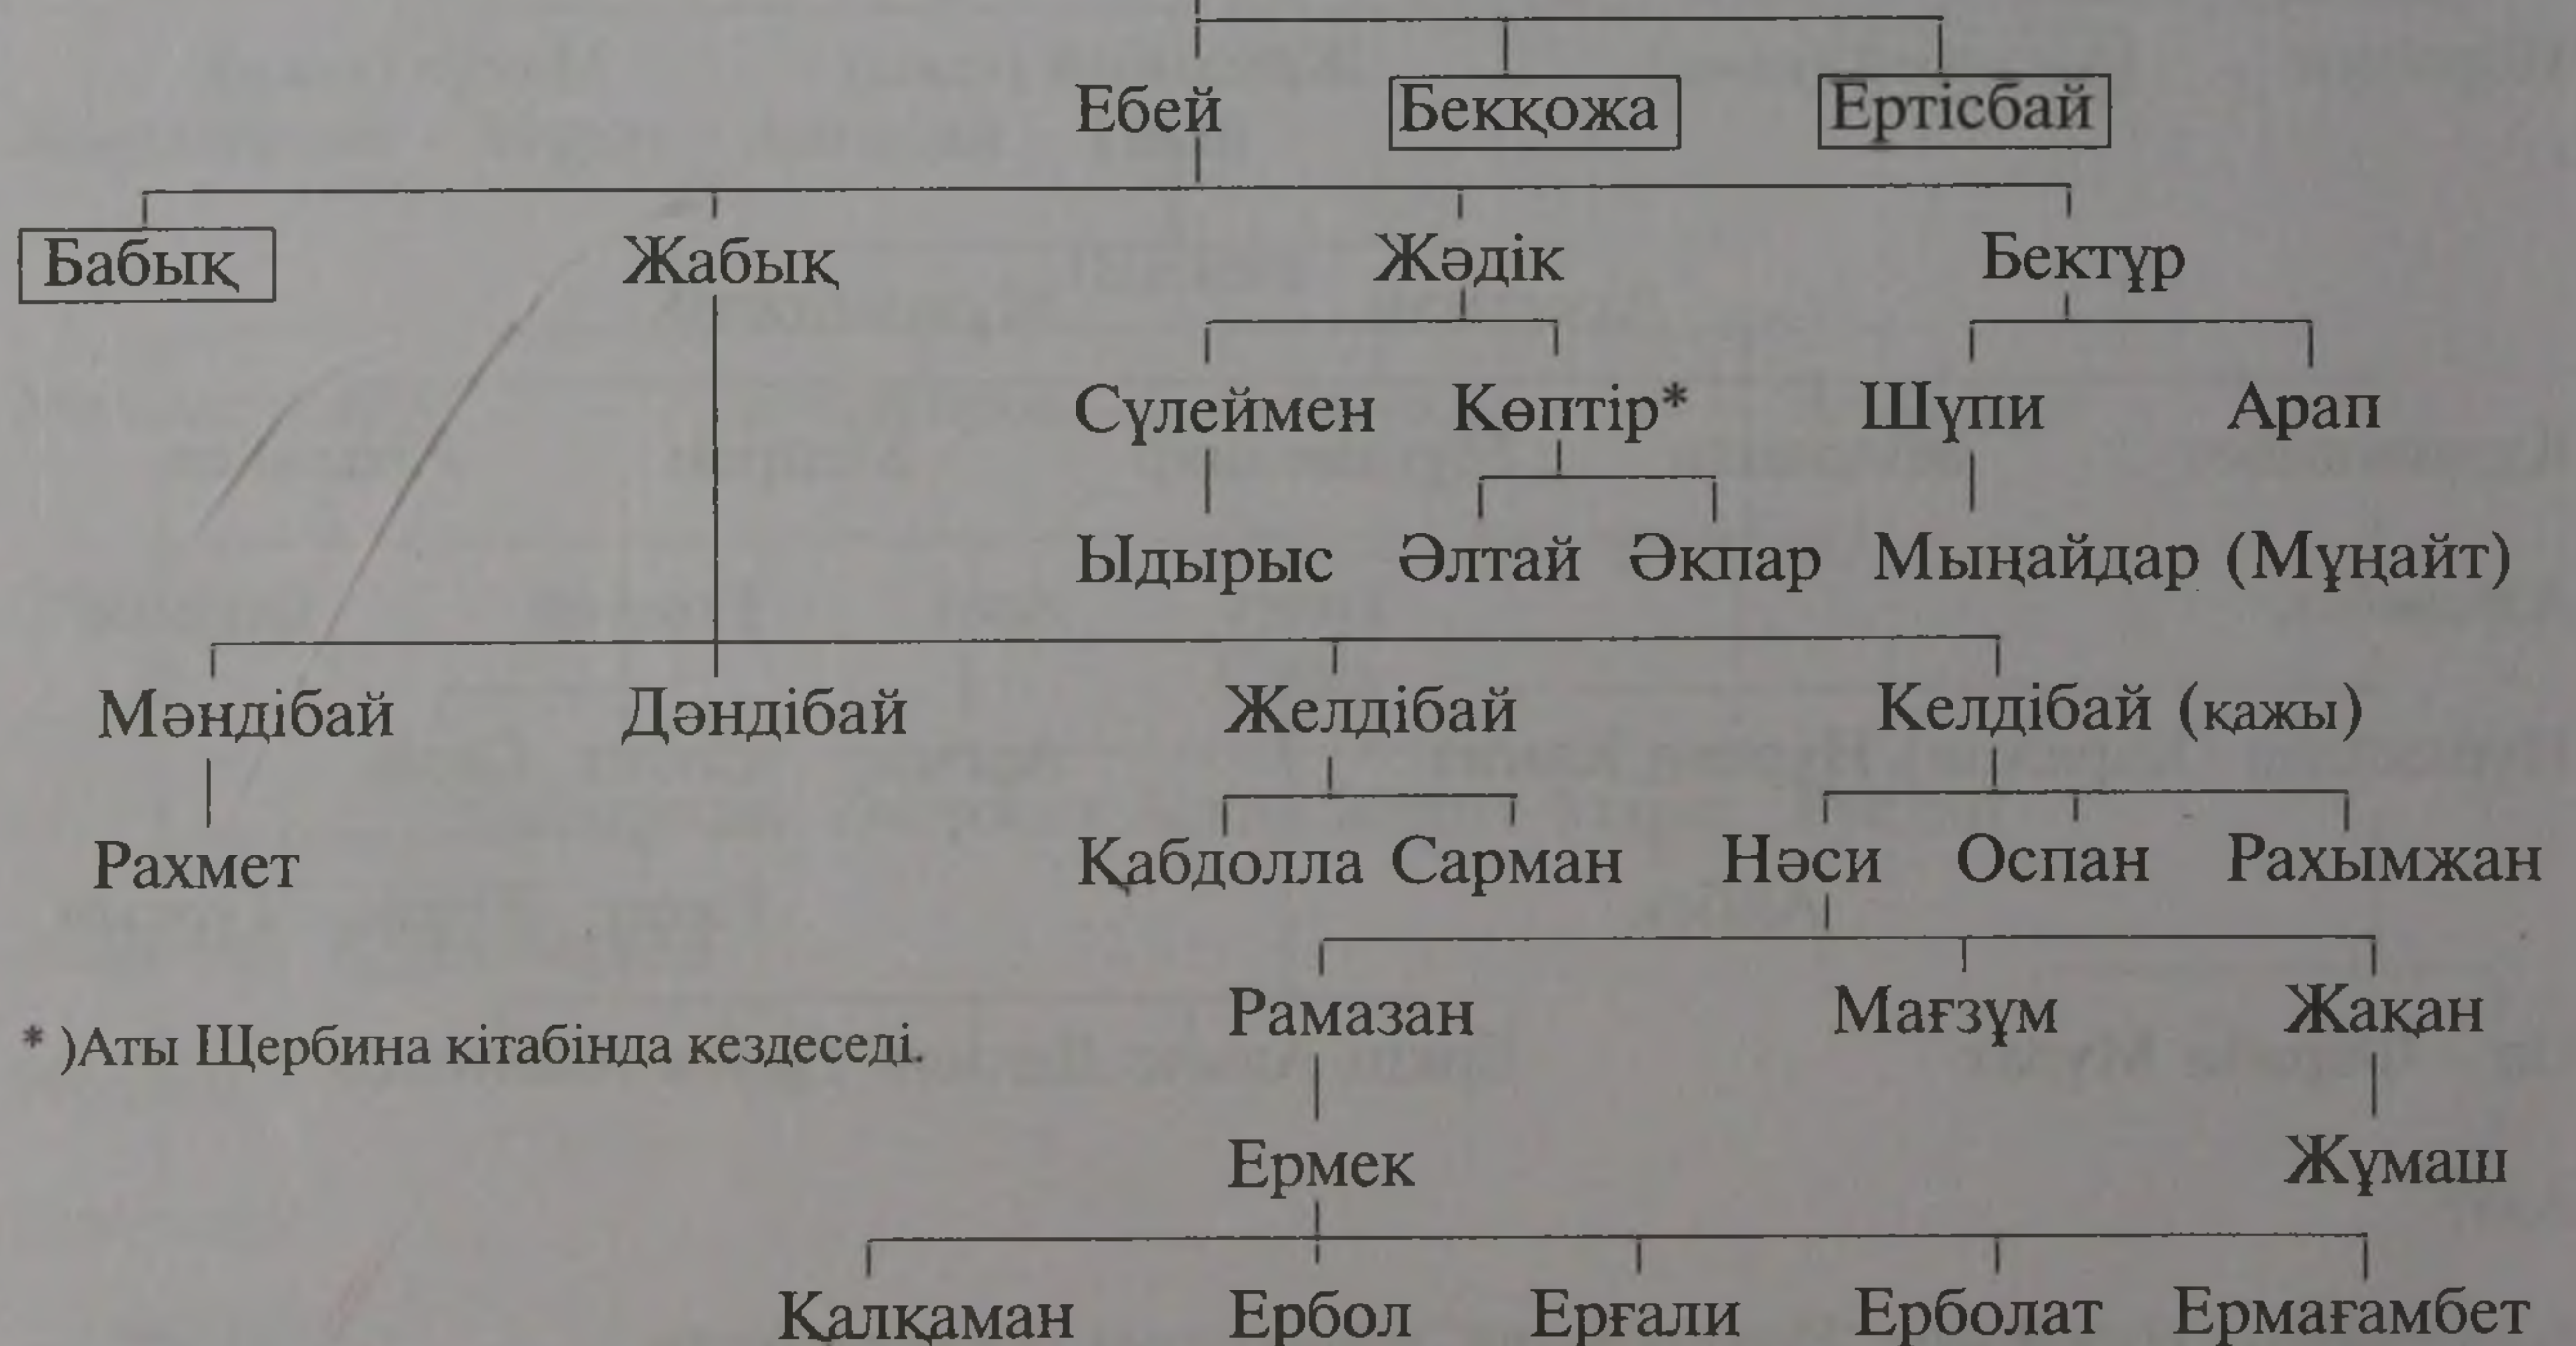 Ебей Бекқожа Ертісбай
Бабық Жабық Жәдік Бектұр
Сүлеймен Көптір* Шүпи Арап
Ыдырыс Әлтай Әкпар Мыңайдар (Мұңайт)
Мәндібай Дәндібай Желдібай Келдібай (қажы)
Рахмет Қабдолла Сарман Нәси Оспан Рахымжан
Рамазан Мағзұм Жақан
* )Аты Щербина кітабінда кездеседі.
Ермек Жұмаш
Қалқаман Ербол Ерғали Ерболат Ермағамбет